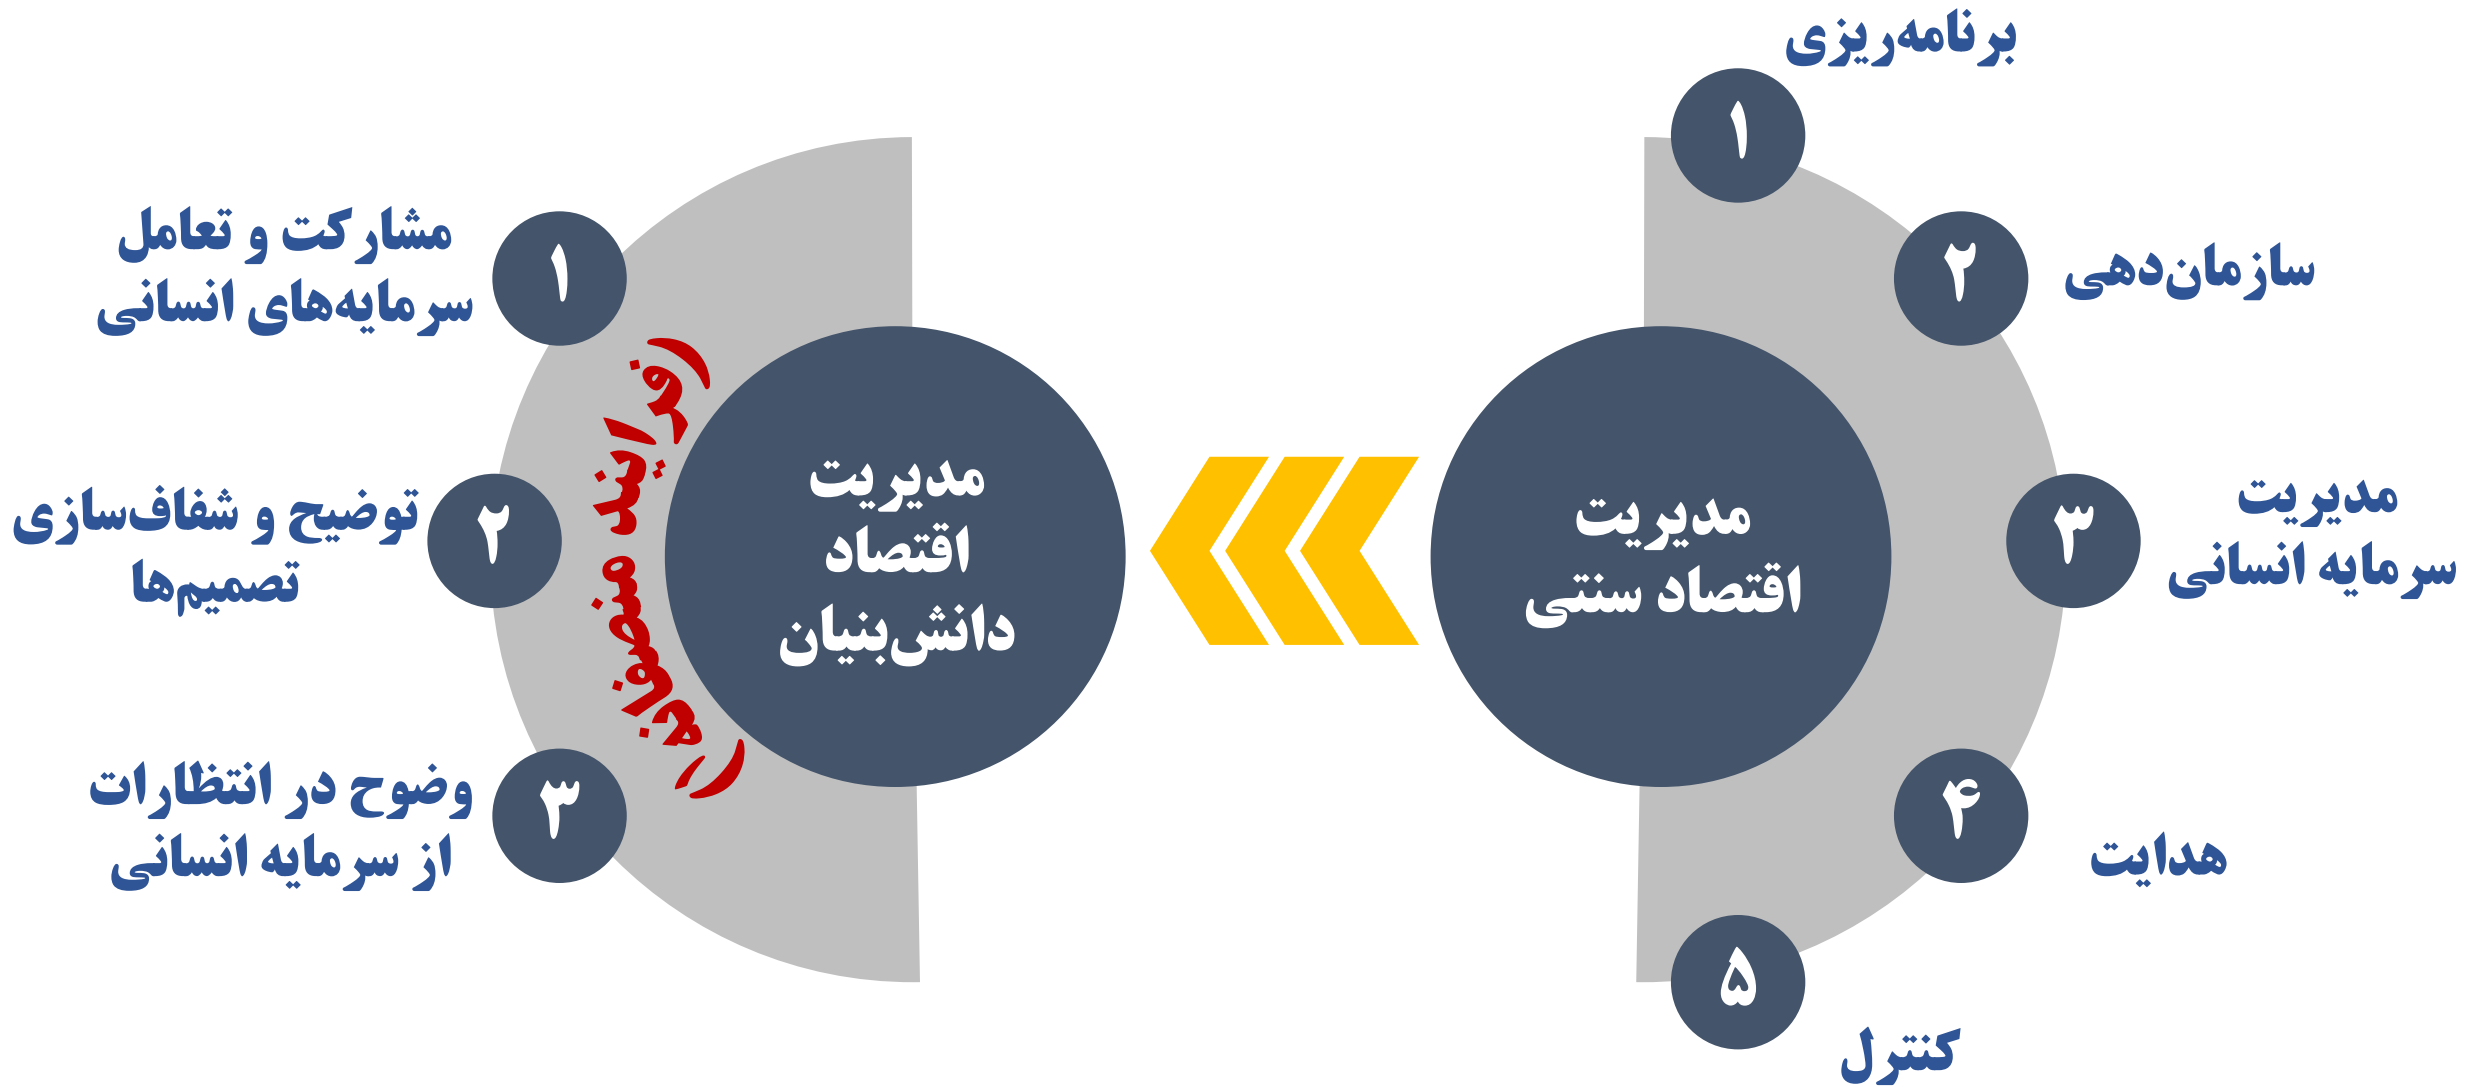 برنامه‌ریزی
۱
سازمان‌دهی
۲
مدیریت
سرمایه انسانی
۳
هدایت
۴
کنترل
۵
مدیریت
اقتصاد سنتی
مدیریت
اقتصاد
دانش‌بنیان
(فرایند منصفانه)
مشارکت و تعامل
سرمایه‌های انسانی
۱
توضیح و شفاف‌سازی
تصمیم‌ها
۲
وضوح در انتظارات
از سرمایه انسانی
۳